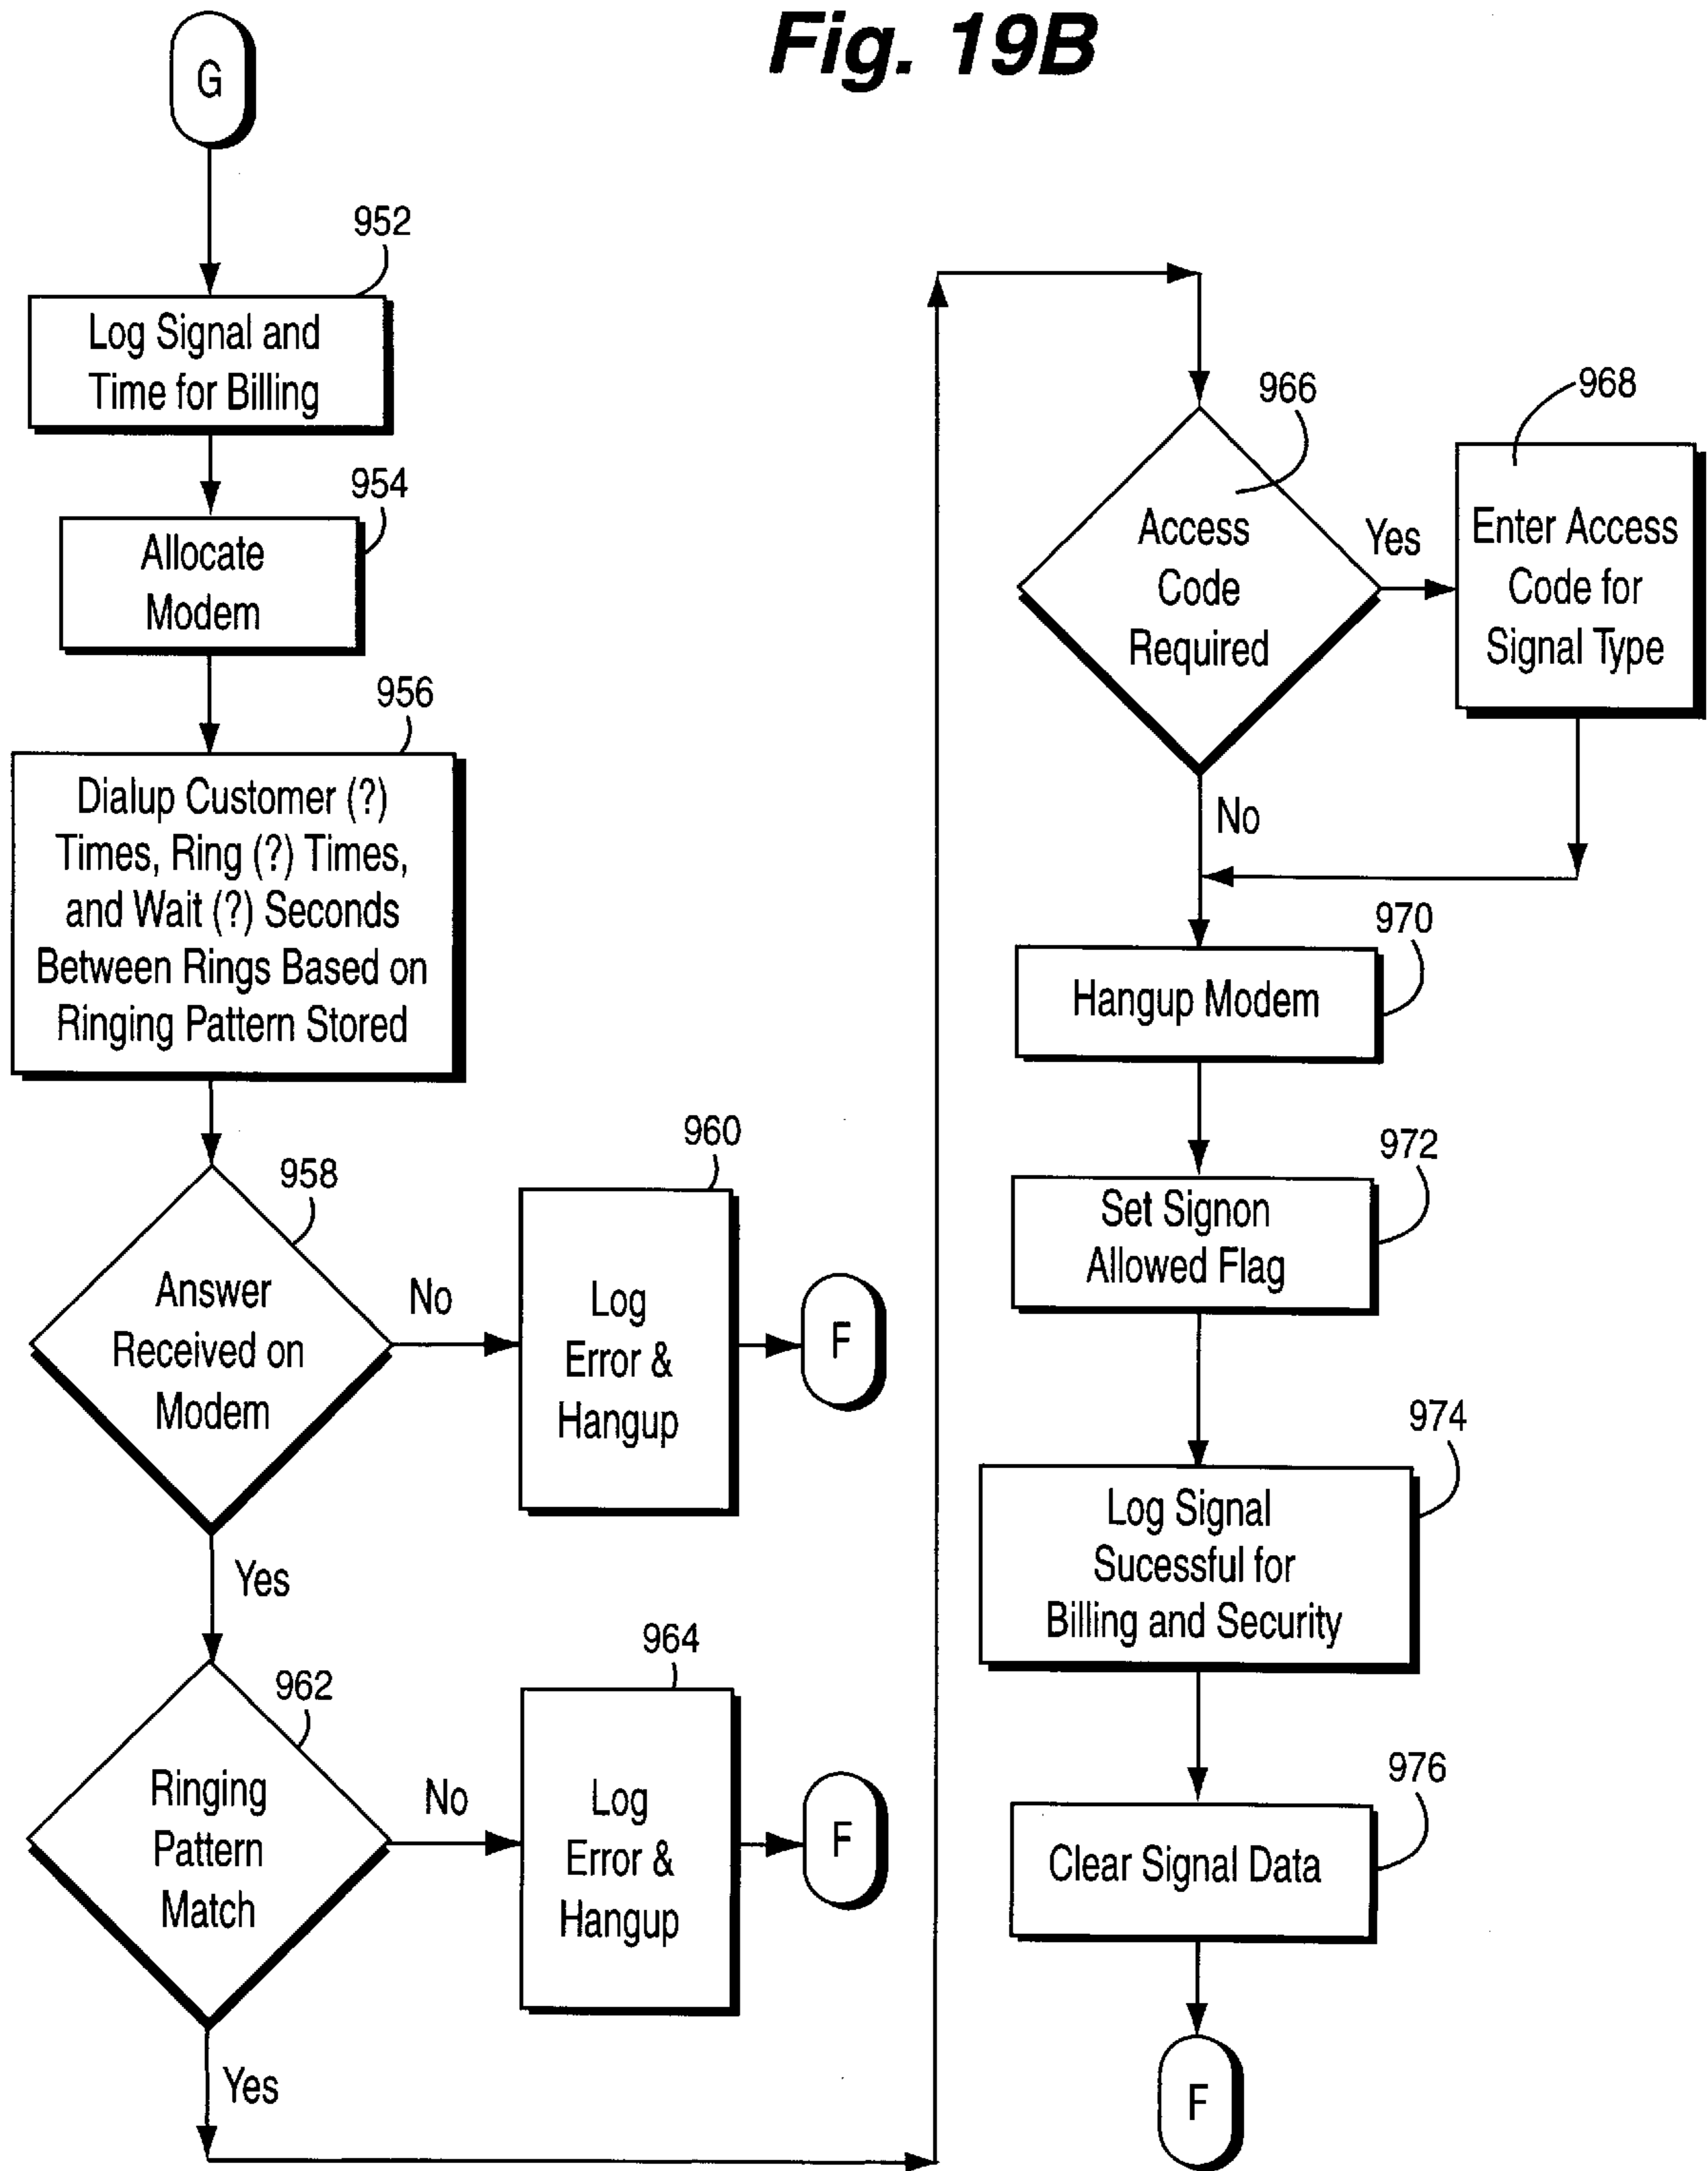 Fig. 19B
G
952
Log Signal and
Time for Billing
954
Allocate
Modem
956
Dialup Customer (?)
Times, Ring (?) Times,
and Wait (?) Seconds
Between Rings Based on
Ringing Pattern Stored
958
Answer
Received on
Modem
No
960
Log
Error &
Hangup
F
Yes
962
Ringing
Pattern
Match
No
964
Log
Error &
Hangup
F
Yes
966
Access
Code
Required
Yes
968
Enter Access
Code for
Signal Type
No
970
Hangup Modem
972
Set Signon
Allowed Flag
974
Log Signal
Sucessful for
Billing and Security
976
Clear Signal Data
F